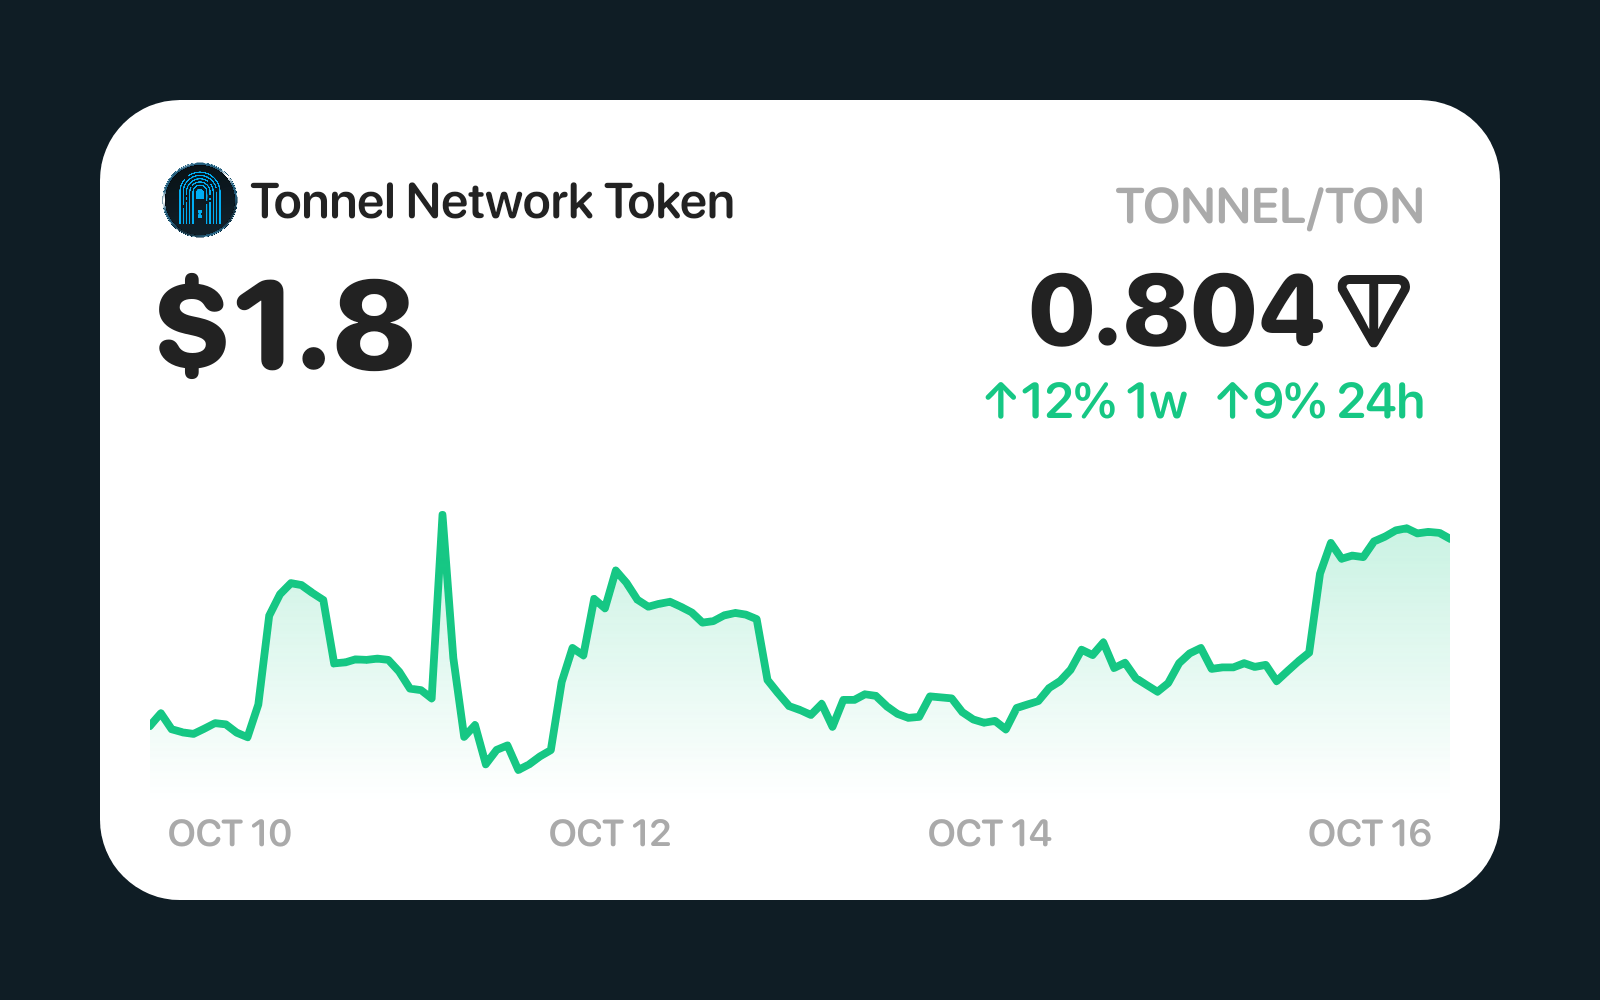 Tonnel Network Token
TONNEL/TON
$1.8
0.804
↑12% 1w ↑9% 24h
OCT 10
OCT 12
OCT 14
OCT 16